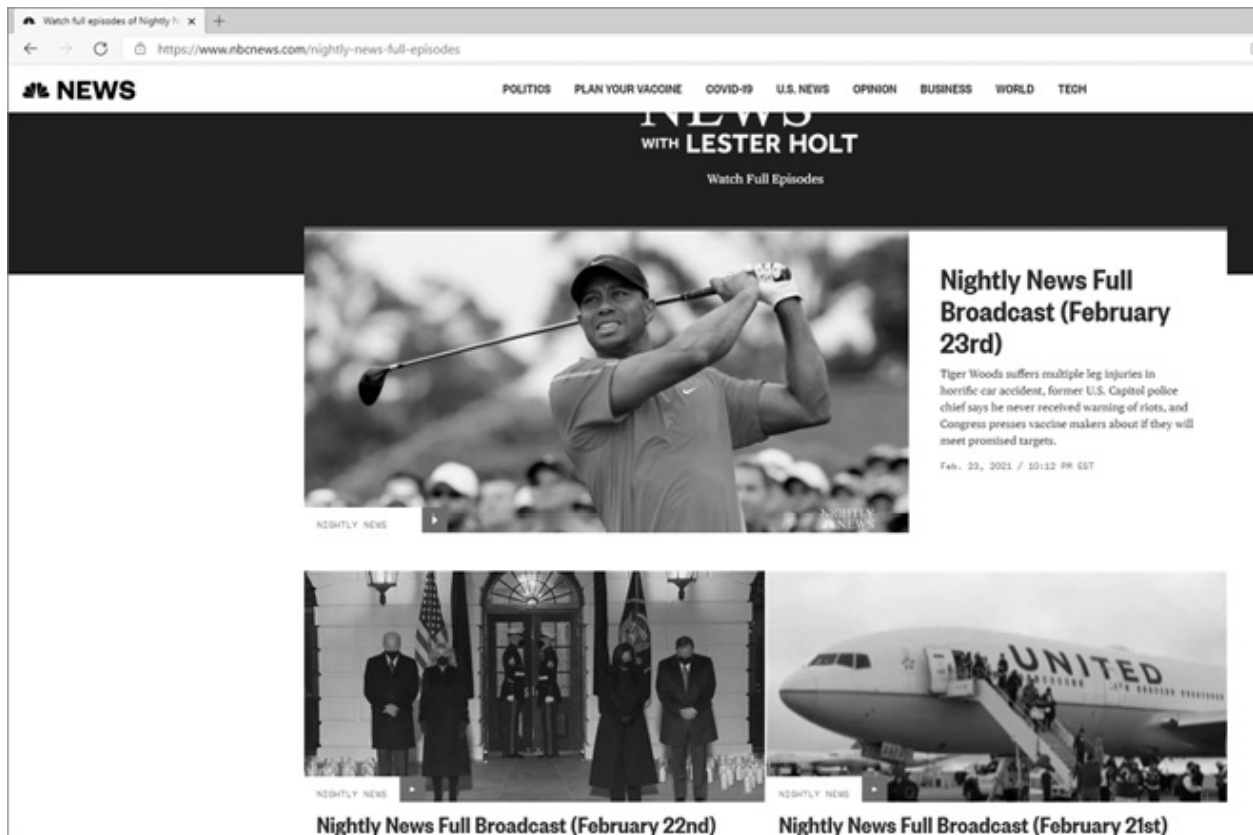 Watch full episodes of Nightly N
https://www.nbcnews.com/nightly-news-full-episodes
NEWS
POLITICS PLAN YOUR VACCINE COVID-19 U.S. NEWS OPINION BUSINESS WORLD TECH
NEWS
WITH LESTER HOLT
Watch Full Episodes
Nightly News Full
Broadcast (February
23rd)
Tiger Woods suffers multiple leg injuries in
horrific car accident, former U.S. Capitol police
chief says he never received warning of riots, and
Congress presses vaccine makers about if they will
meet promised targets.
Feb. 23, 2021 / 10:12 PM EST
NIGHTLY NEWS
NIGHTLY
NEWS
UNITED
NIGHTLY NEWS
NIGHTLY NEWS
Nightly News Full Broadcast (February 22nd)
Nightly News Full Broadcast (February 21st)